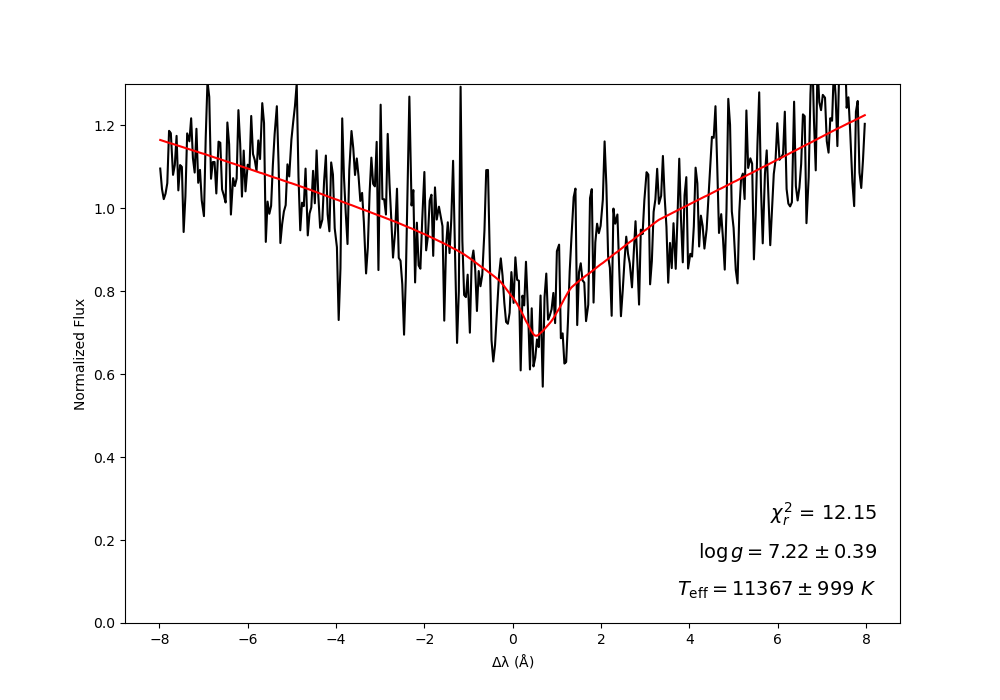 1.2
1.0
0.8
0.6
0.4
0.2
0.0
Normalized Flux
χ²ᵣ = 12.15
log g = 7.22 ± 0.39
T_eff = 11367 ± 999 K
−8 −6 −4 −2 0 2 4 6 8
Δλ (Å)